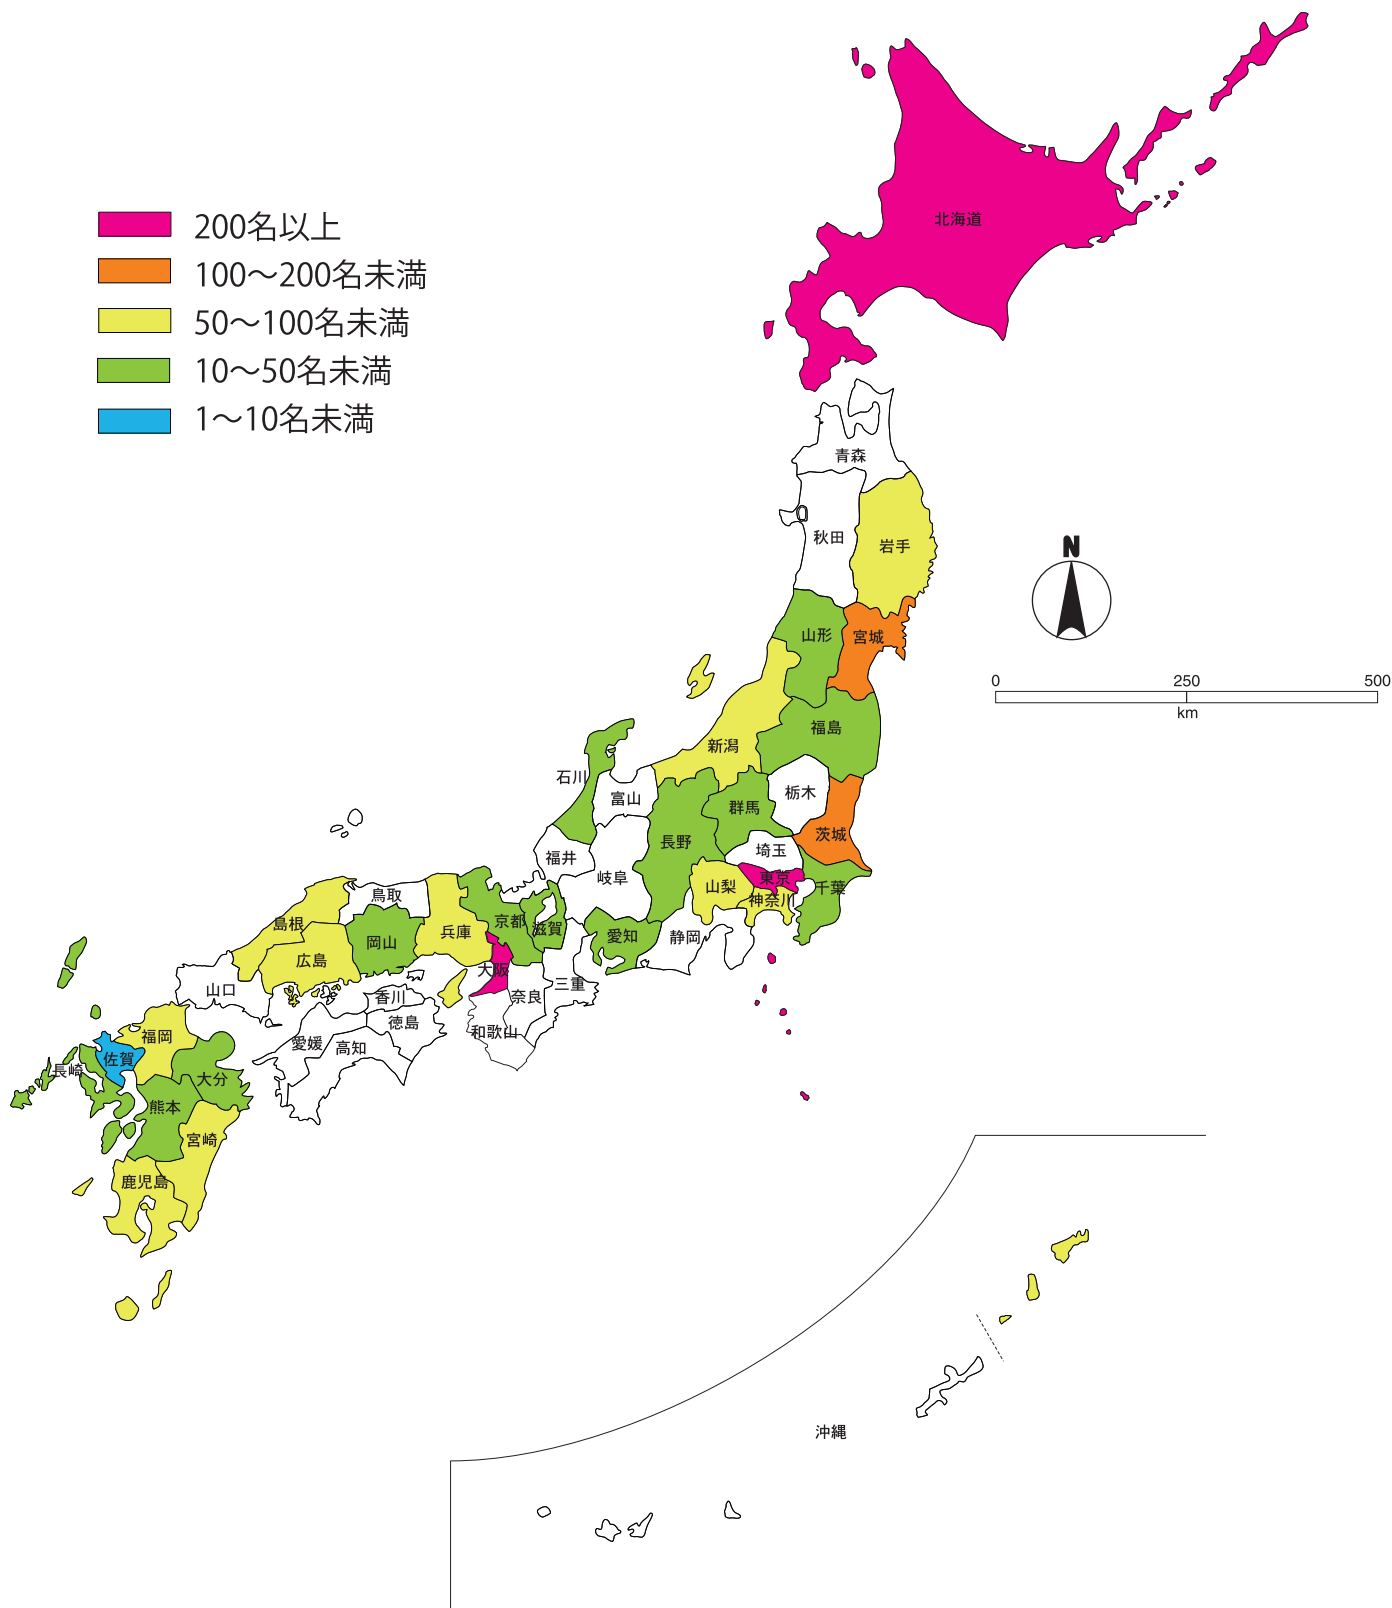 200名以上
100～200名未満
50～100名未満
10～50名未満
1～10名未満
北海道
青森
秋田
岩手
N
山形
宮城
0 250 500
km
福島
新潟
石川
富山
群馬
栃木
茨城
長野
埼玉
福井
岐阜
東京
山梨
千葉
神奈川
鳥取
島根
京都
滋賀
兵庫
岡山
愛知
静岡
広島
大阪
三重
山口
香川
奈良
徳島
和歌山
福岡
愛媛
高知
佐賀
長崎
大分
熊本
宮崎
鹿児島
沖縄